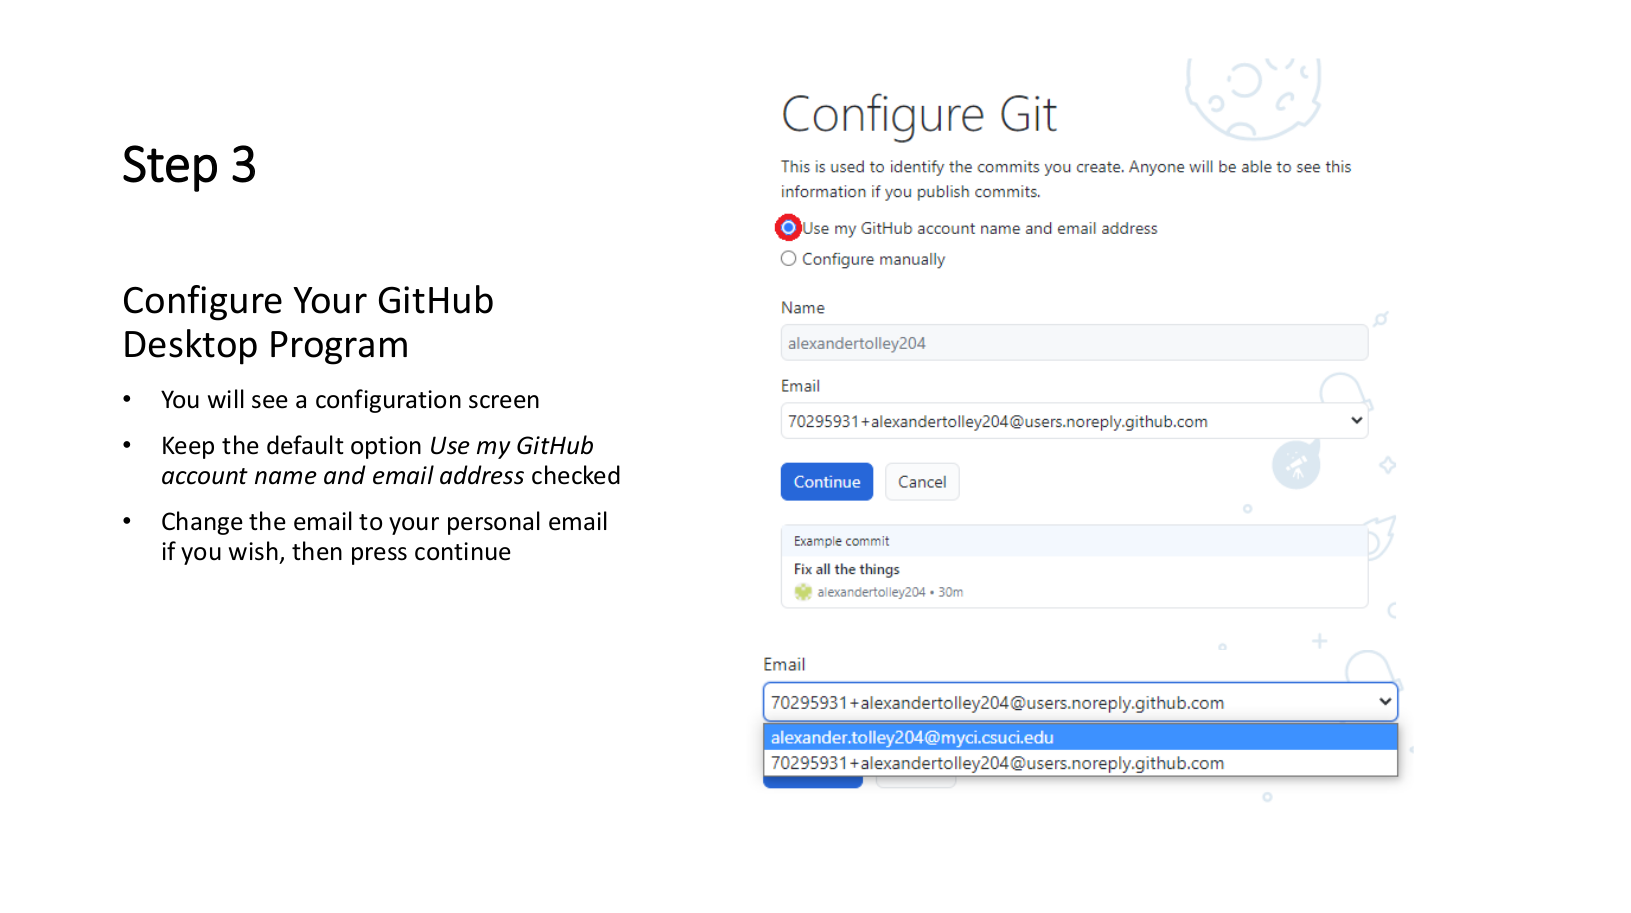 Step 3
Configure Your GitHub
Desktop Program
• You will see a configuration screen
• Keep the default option Use my GitHub
account name and email address checked
• Change the email to your personal email
if you wish, then press continue
Configure Git
This is used to identify the commits you create. Anyone will be able to see this
information if you publish commits.
Use my GitHub account name and email address
Configure manually
Name
alexandertolley204
Email
70295931+alexandertolley204@users.noreply.github.com
Continue Cancel
Example commit
Fix all the things
alexandertolley204 • 30m
Email
70295931+alexandertolley204@users.noreply.github.com
alexander.tolley204@myci.csuci.edu
70295931+alexandertolley204@users.noreply.github.com